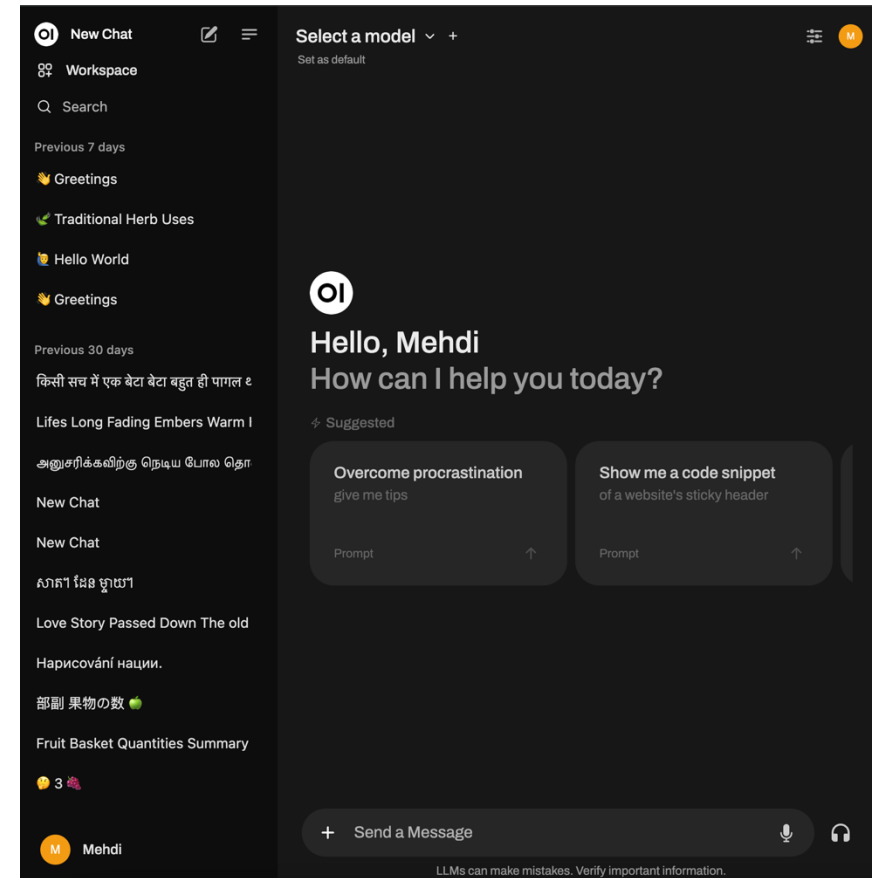 OI New Chat
Workspace
Search
Previous 7 days
👋 Greetings
🌿 Traditional Herb Uses
🙋‍♂️ Hello World
👋 Greetings
Previous 30 days
किसी सच में एक बेटा बेटा बहुत ही पागल
Lifes Long Fading Embers Warm
அனுசரிக்கவிற்கு நெடிய போல தொ
New Chat
New Chat
សាត។ ដែន ម្ចាយ។
Love Story Passed Down The old
Нарисování нации.
部副 果物の数 🍏
Fruit Basket Quantities Summary
🤔 3 🍇
M Mehdi
Select a model
Set as default
M
OI
Hello, Mehdi
How can I help you today?
Suggested
Overcome procrastination
give me tips
Prompt
Show me a code snippet
of a website's sticky header
Prompt
Send a Message
LLMs can make mistakes. Verify important information.